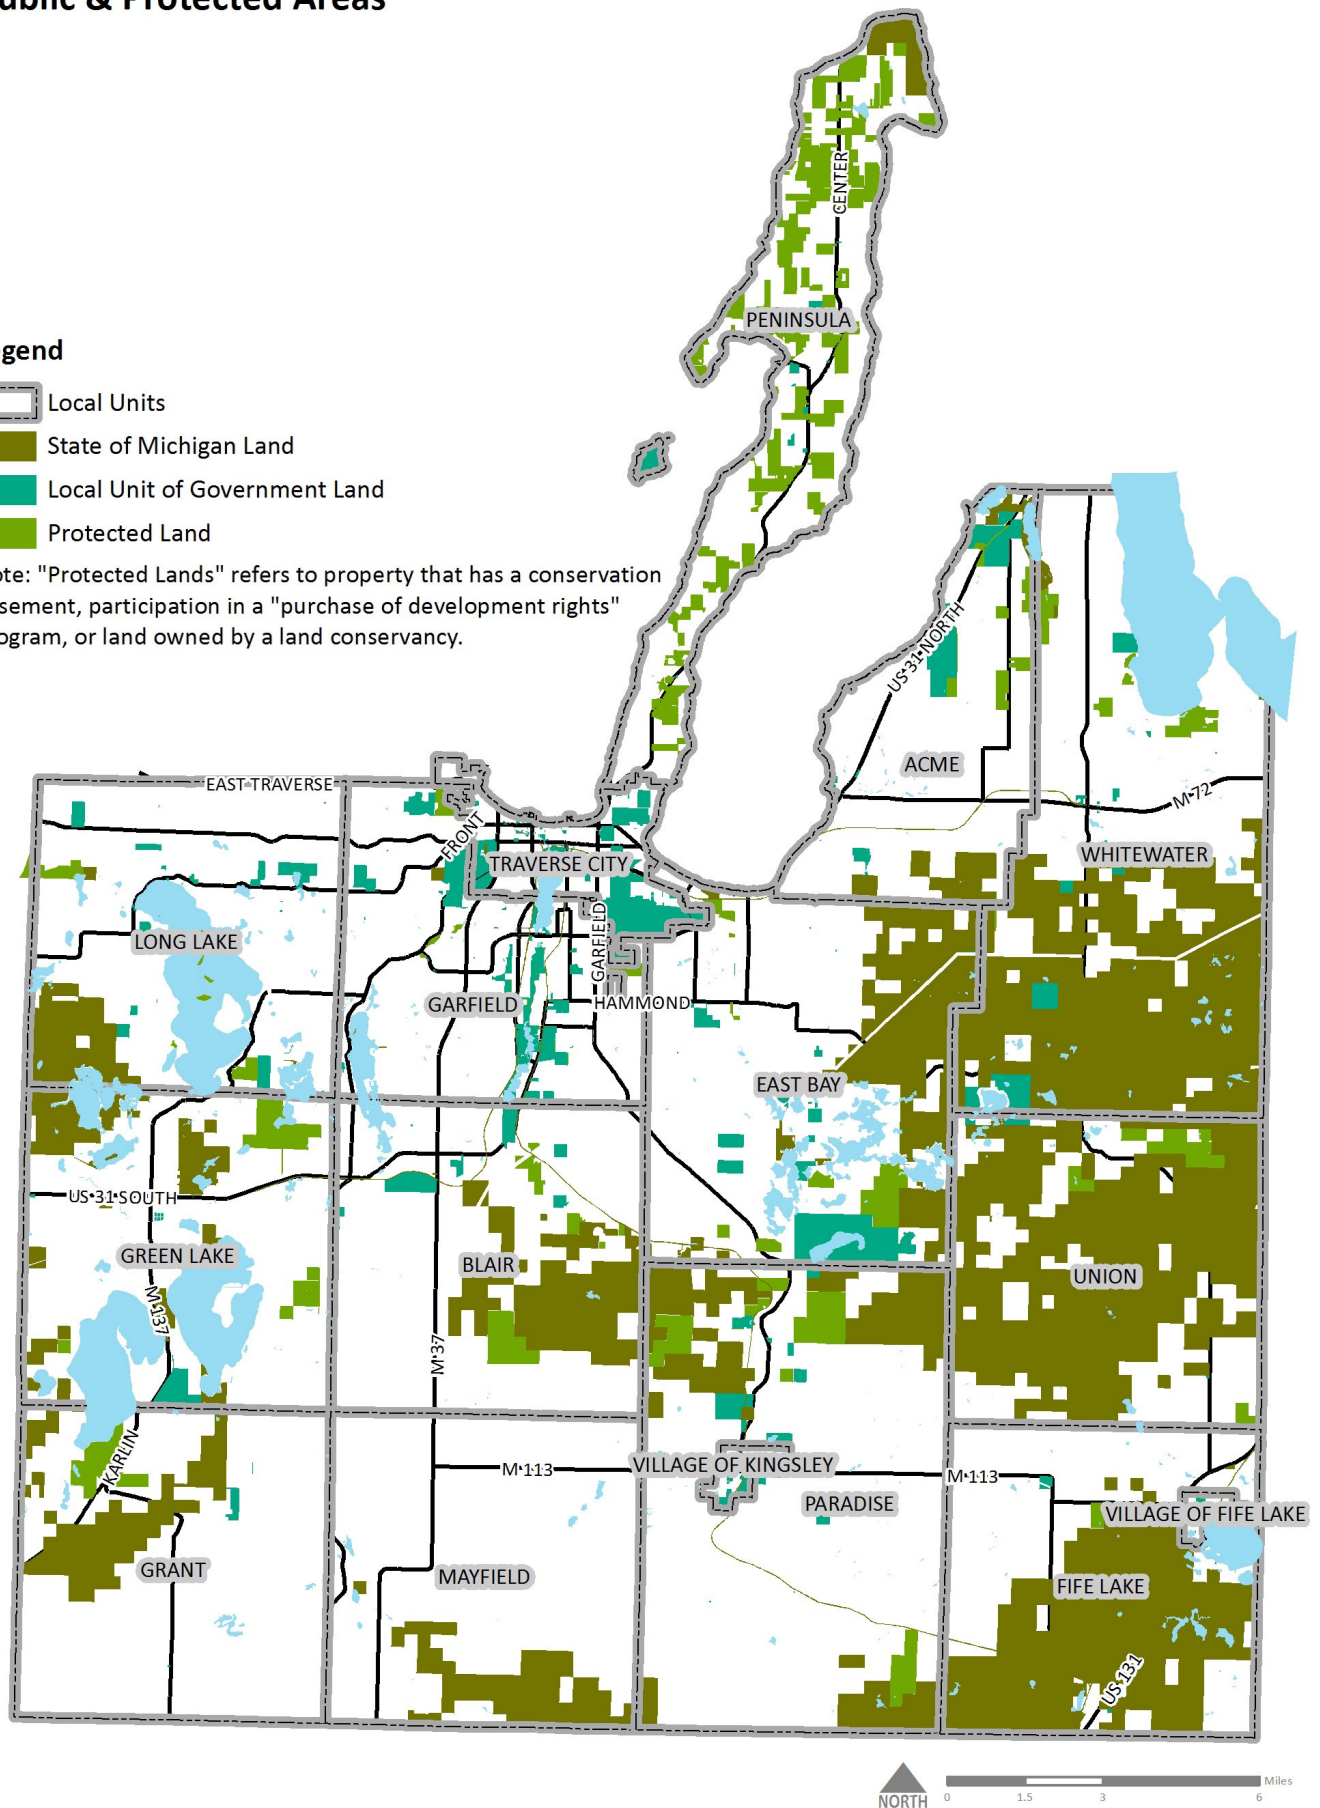 ublic & Protected Areas
CENTER
PENINSULA
gend
Local Units
State of Michigan Land
Local Unit of Government Land
Protected Land
ote: "Protected Lands" refers to property that has a conservation
sement, participation in a "purchase of development rights"
ogram, or land owned by a land conservancy.
US 31 NORTH
ACME
EAST TRAVERSE
M-72
FRONT
TRAVERSE CITY
WHITEWATER
LONG LAKE
GARFIELD
GARFIELD
HAMMOND
EAST BAY
US 31 SOUTH
GREEN LAKE
BLAIR
UNION
M-137
M-37
KARLIN
M-113
VILLAGE OF KINGSLEY
M-113
PARADISE
VILLAGE OF FIFE LAKE
GRANT
MAYFIELD
FIFE LAKE
US 131
NORTH
Miles
0 1.5 3 6